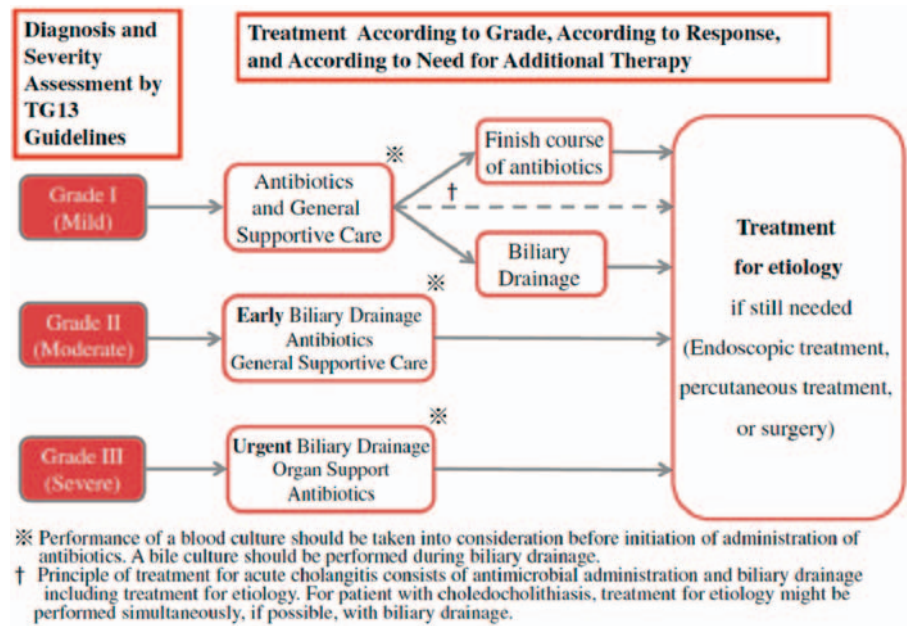 Diagnosis and
Severity
Assessment by
TG13
Guidelines
Treatment According to Grade, According to Response,
and According to Need for Additional Therapy
Grade I
(Mild)
※
Antibiotics
and General
Supportive Care
†
Finish course
of antibiotics
Biliary
Drainage
Grade II
(Moderate)
※
Early Biliary Drainage
Antibiotics
General Supportive Care
Grade III
(Severe)
※
Urgent Biliary Drainage
Organ Support
Antibiotics
Treatment
for etiology
if still needed
(Endoscopic treatment,
percutaneous treatment,
or surgery)
※ Performance of a blood culture should be taken into consideration before initiation of administration of
antibiotics. A bile culture should be performed during biliary drainage.
† Principle of treatment for acute cholangitis consists of antimicrobial administration and biliary drainage
including treatment for etiology. For patient with choledocholithiasis, treatment for etiology might be
performed simultaneously, if possible, with biliary drainage.